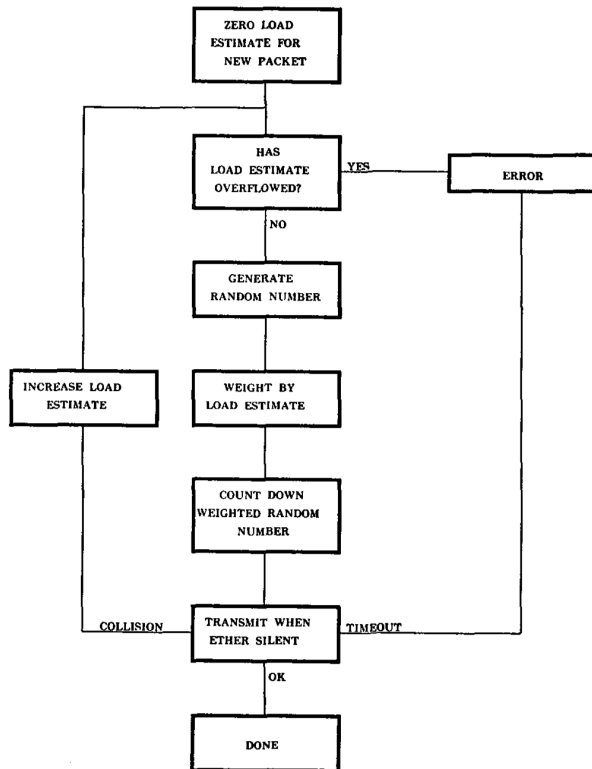 ZERO LOAD
ESTIMATE FOR
NEW PACKET
HAS
LOAD ESTIMATE
OVERFLOWED?
YES
ERROR
NO
GENERATE
RANDOM NUMBER
INCREASE LOAD
ESTIMATE
WEIGHT BY
LOAD ESTIMATE
COUNT DOWN
WEIGHTED RANDOM
NUMBER
COLLISION
TRANSMIT WHEN
ETHER SILENT
TIMEOUT
OK
DONE